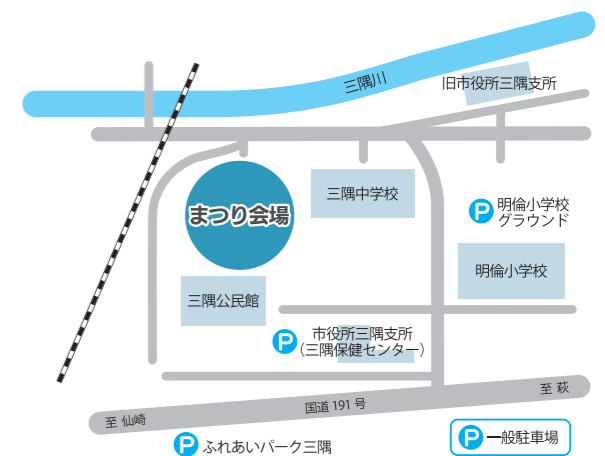 三隅川
旧市役所三隅支所
三隅中学校
まつり会場
P 明倫小学校
グラウンド
明倫小学校
三隅公民館
P 市役所三隅支所
（三隅保健センター）
至 萩
国道 191 号
至 仙崎
P ふれあいパーク三隅
P 一般駐車場